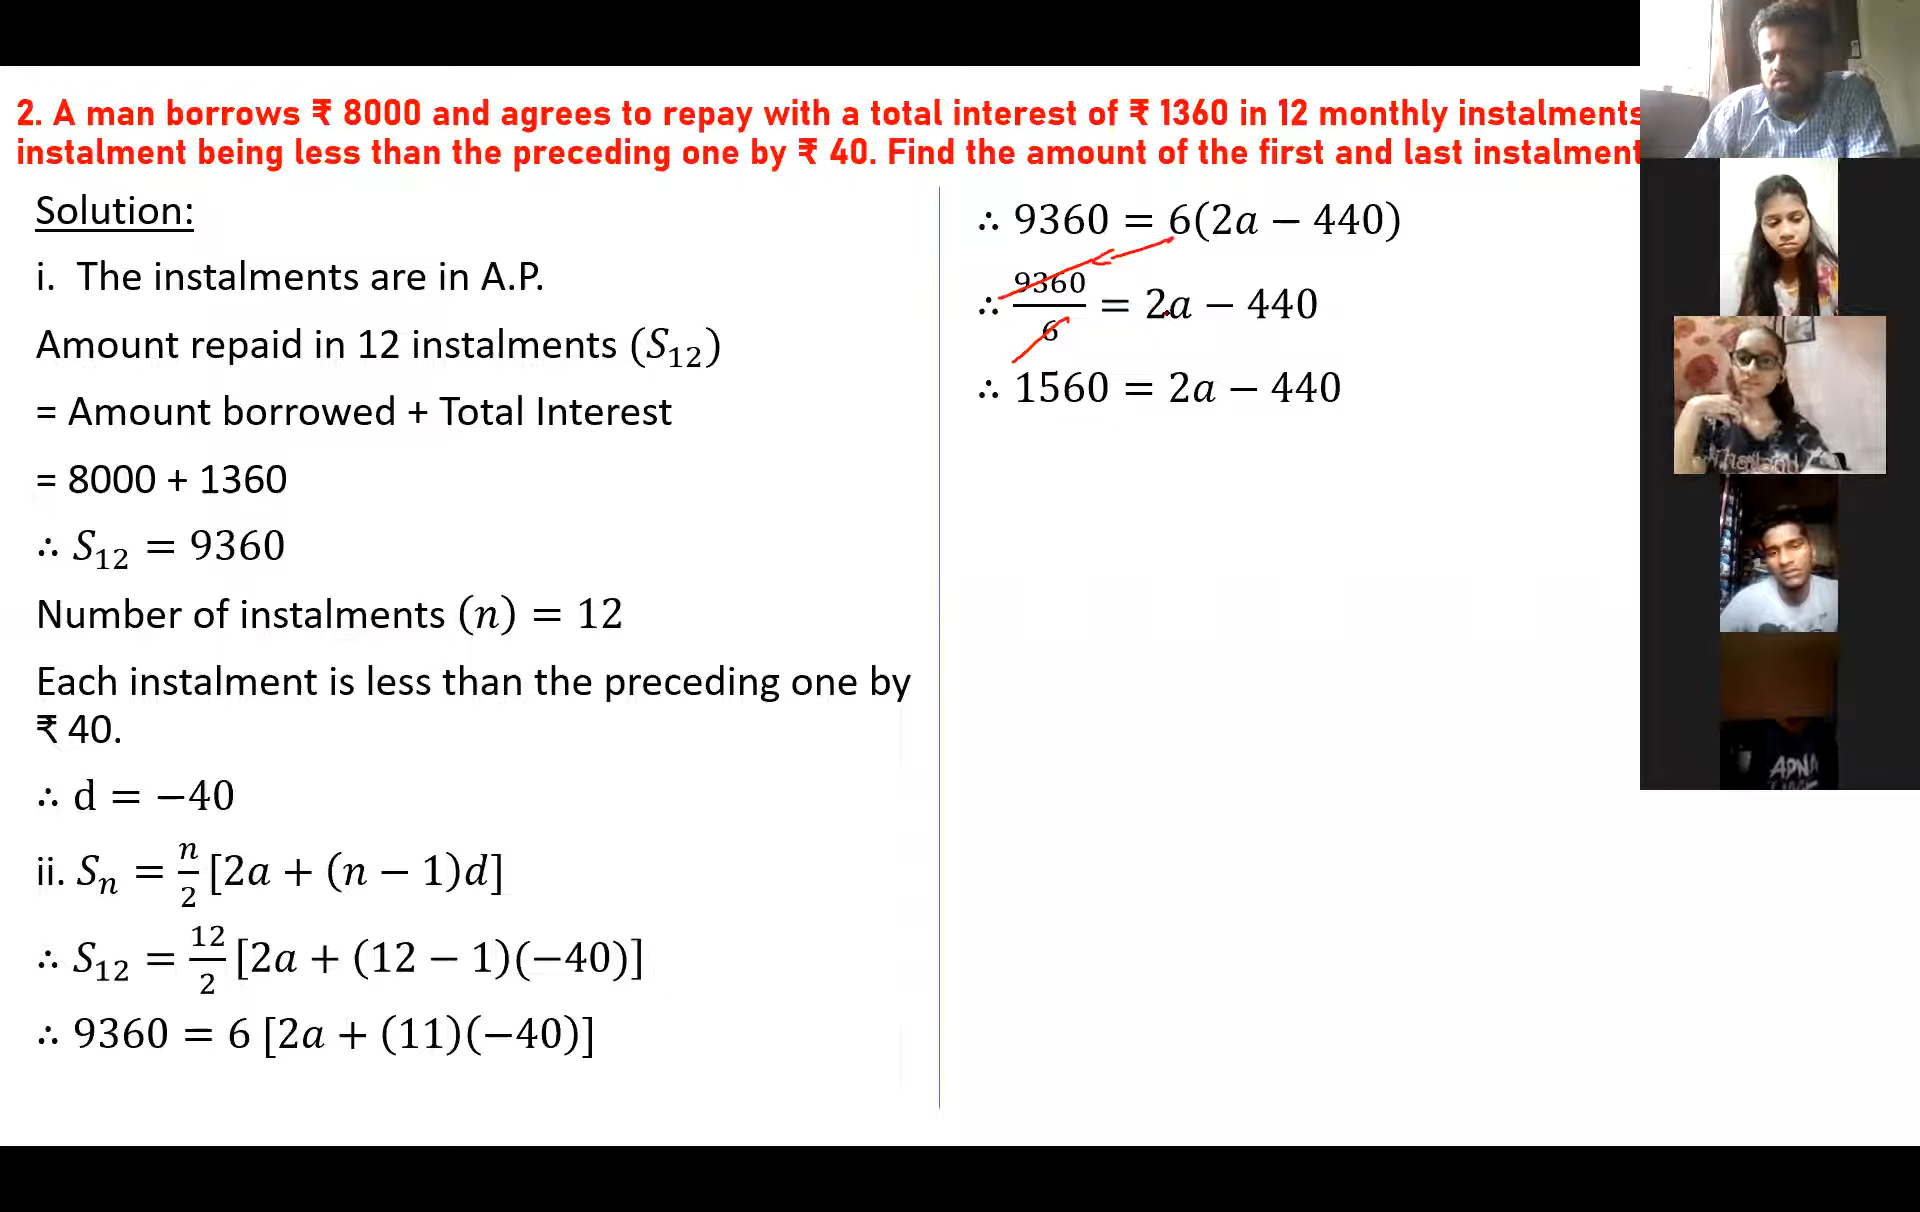 2. A man borrows ₹ 8000 and agrees to repay with a total interest of ₹ 1360 in 12 monthly instalments
instalment being less than the preceding one by ₹ 40. Find the amount of the first and last instalment
Solution:
i. The instalments are in A.P.
Amount repaid in 12 instalments (S₁₂)
= Amount borrowed + Total Interest
= 8000 + 1360
∴ S₁₂ = 9360
Number of instalments (n) = 12
Each instalment is less than the preceding one by
₹ 40.
∴ d = −40
ii. Sₙ = n/2 [2a + (n − 1)d]
∴ S₁₂ = 12/2 [2a + (12 − 1)(−40)]
∴ 9360 = 6 [2a + (11)(−40)]
∴ 9360 = 6(2a − 440)
∴ 9360/6 = 2a − 440
∴ 1560 = 2a − 440
Thailand
APNA